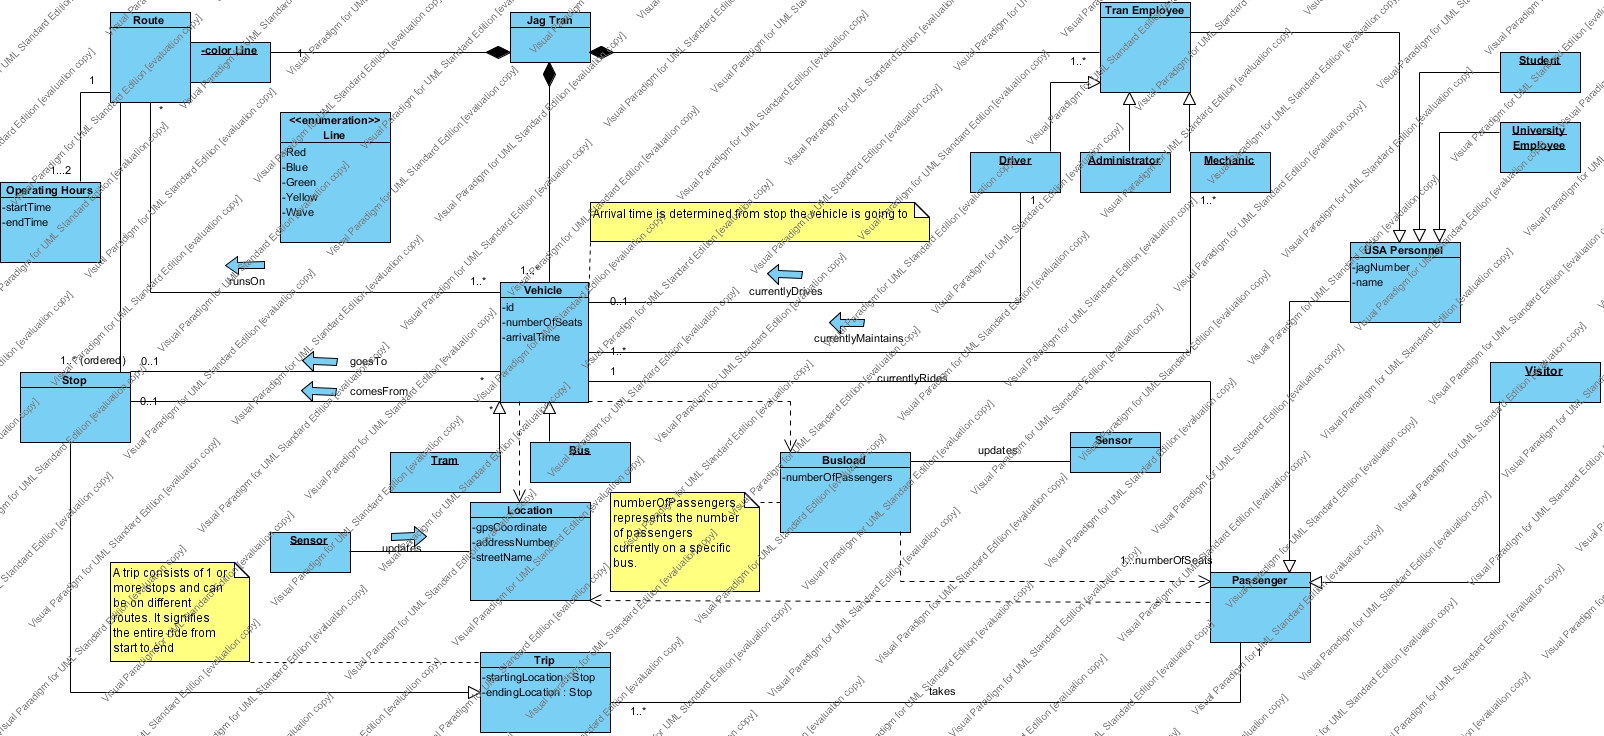 Route
-color Line
1
Jag Tran
Tran Employee
1..*
1
*
<<enumeration>>
Line
-Red
-Blue
-Green
-Yellow
-Wave
1...2
Operating Hours
-startTime
-endTime
Student
University
Employee
Driver
Administrator
Mechanic
1
1..*
Arrival time is determined from stop the vehicle is going to
USA Personnel
-jagNumber
-name
runsOn
1..*
1..*
Vehicle
-id
-numberOfSeats
-arrivalTime
currentlyDrives
0..1
currentlyMaintains
1..*
1..* (ordered)
0..1
goesTo
*
1
currentlyRides
Stop
0..1
comesFrom
*
Visitor
Tram
Bus
Busload
-numberOfPassengers
updates
Sensor
Location
-gpsCoordinate
-addressNumber
-streetName
numberOfPassengers
represents the number
of passengers
currently on a specific
bus.
Sensor
updates
1...numberOfSeats
Passenger
A trip consists of 1 or
more stops and can
be on different
routes. It signifies
the entire ride from
start to end
Trip
-startingLocation : Stop
-endingLocation : Stop
1..*
takes
Visual Paradigm for UML Standard Edition [evaluation copy]